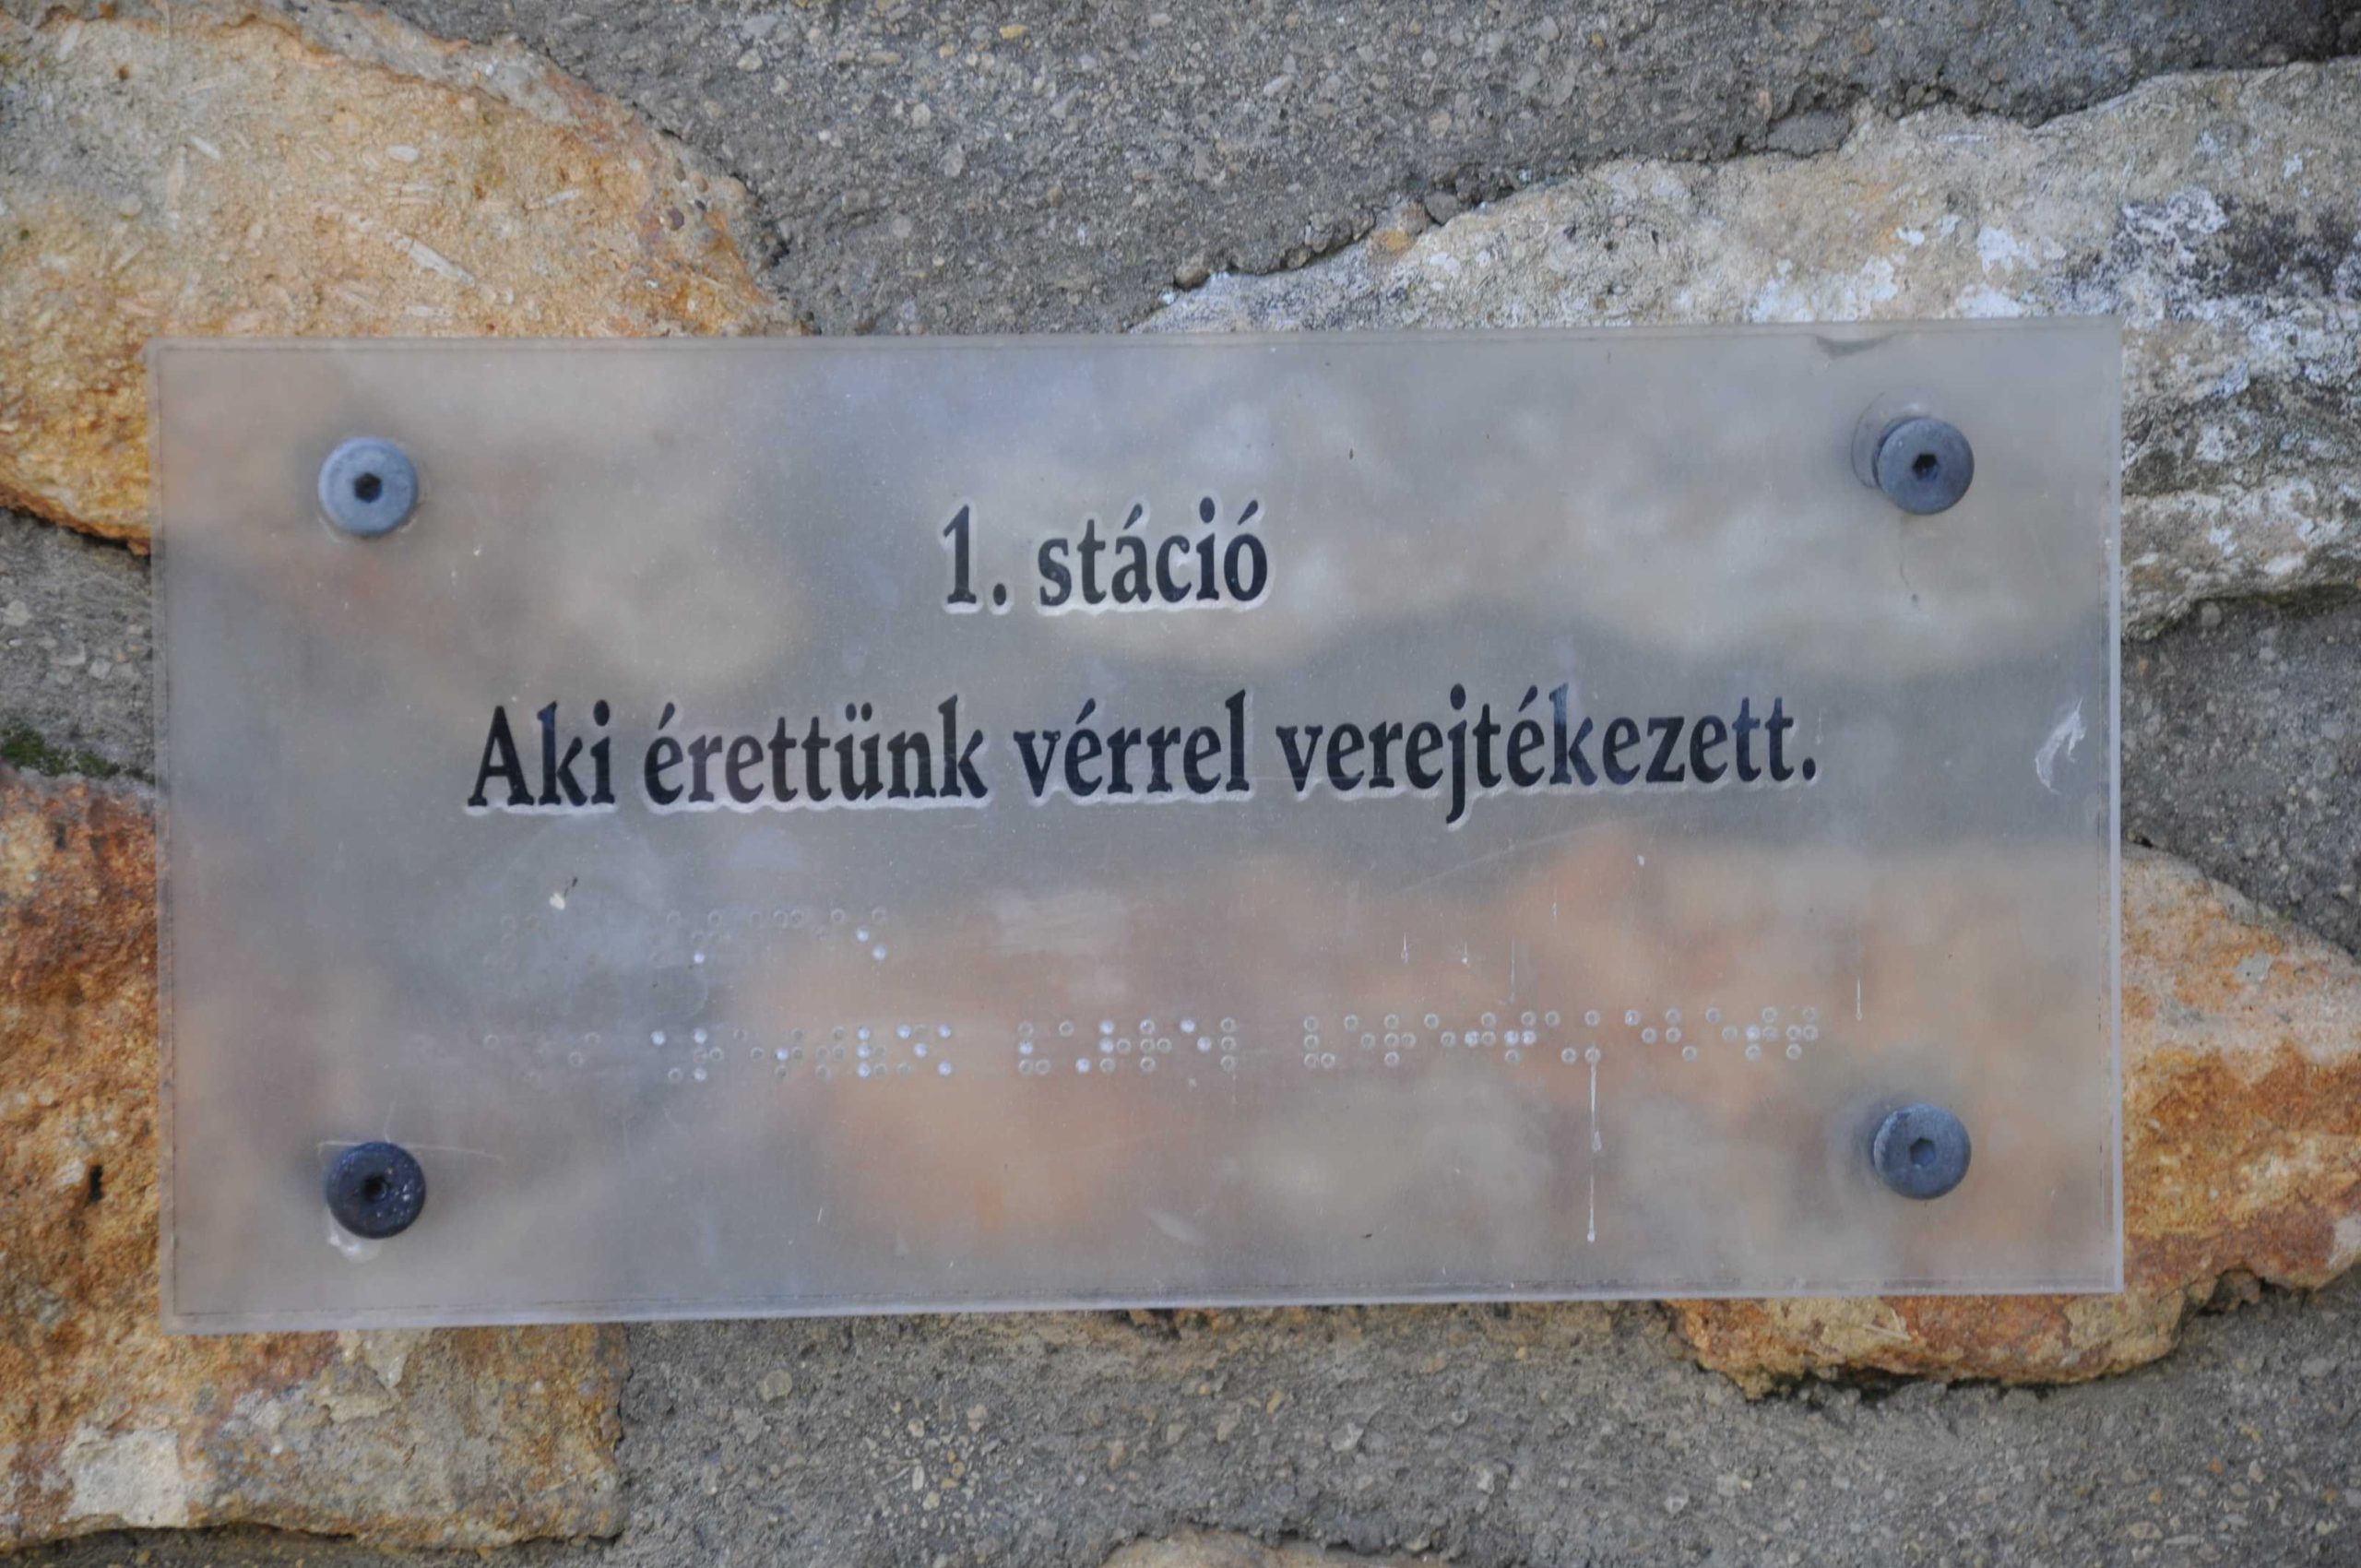 1. stáció
Aki érettünk vérrel verejtékezett.